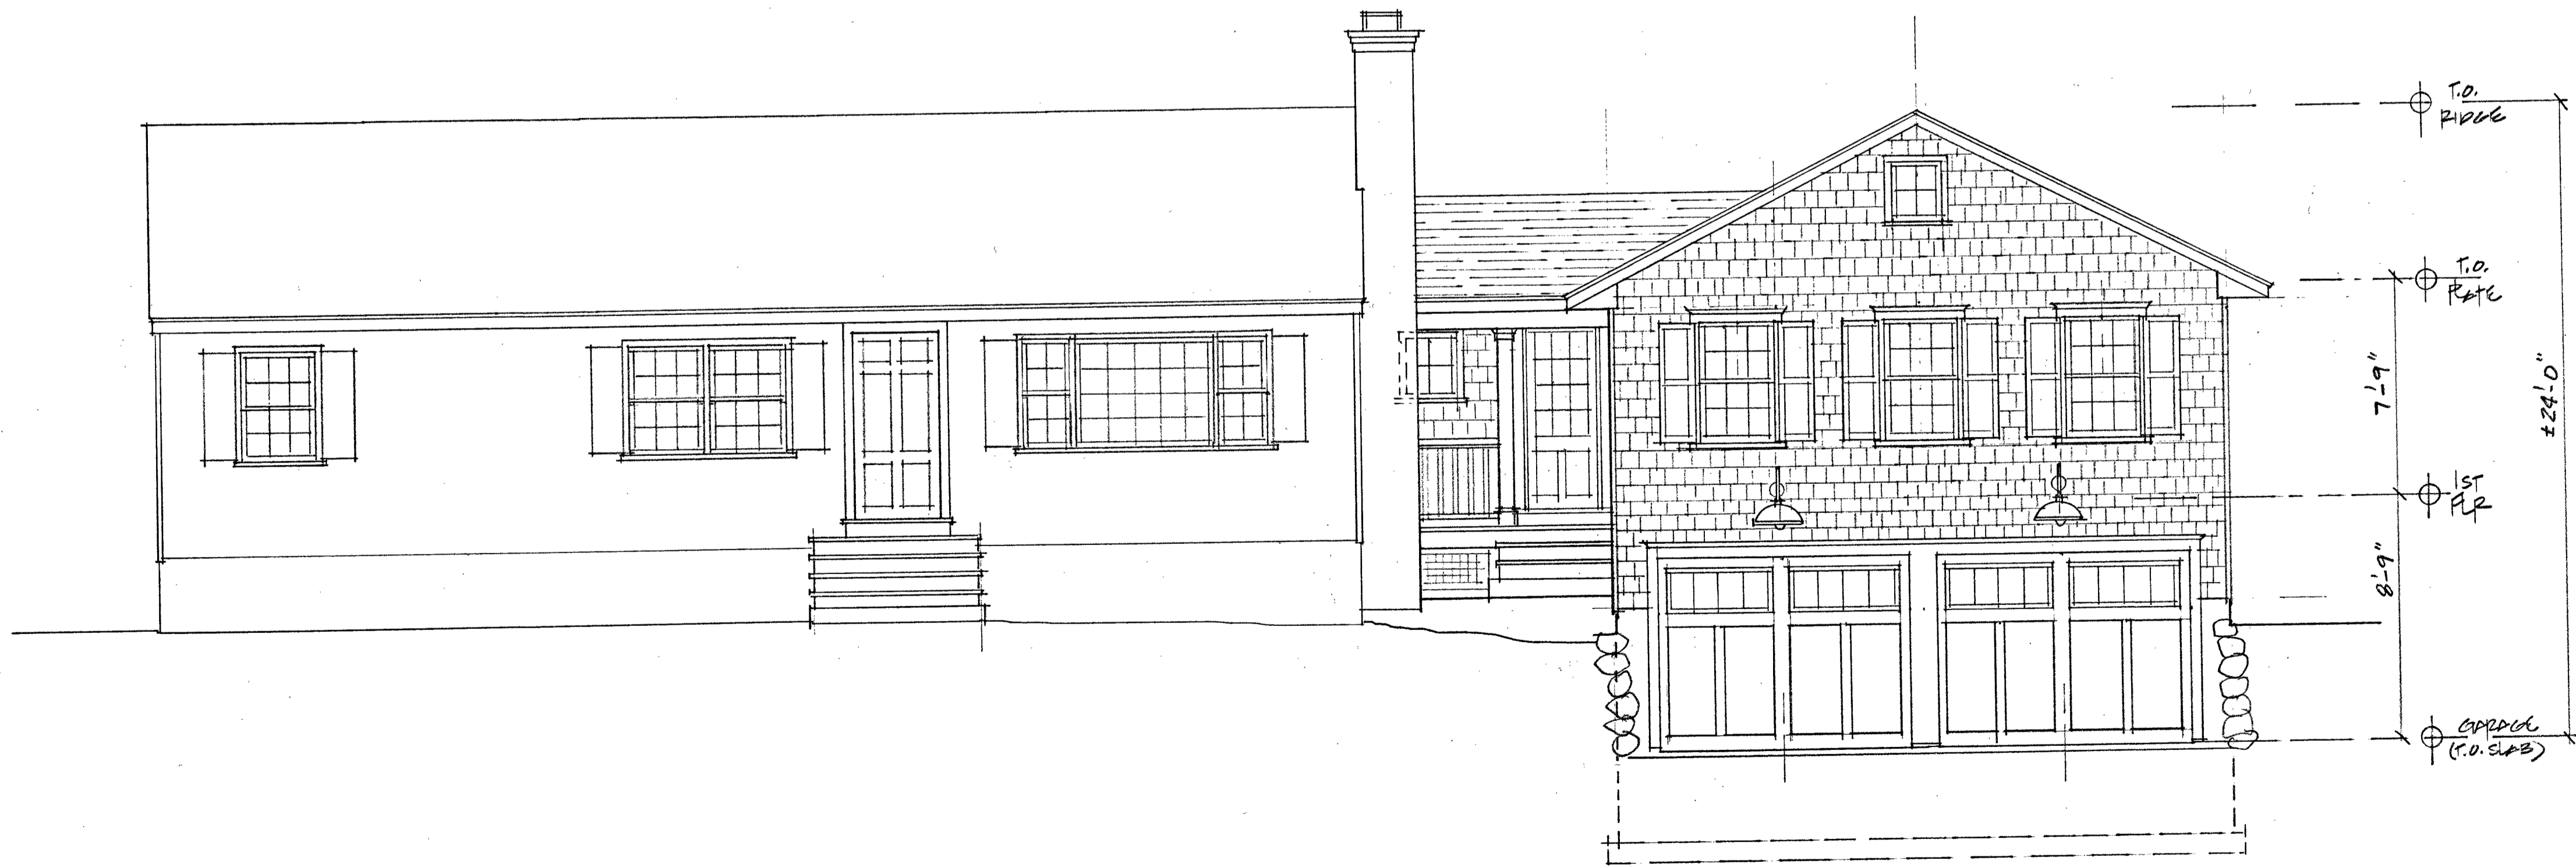 T.O.
RIDGE
T.O.
PLATE
7'-9"
±24'-0"
1ST
FLR
8'-9"
GARAGE
(T.O. SLAB)